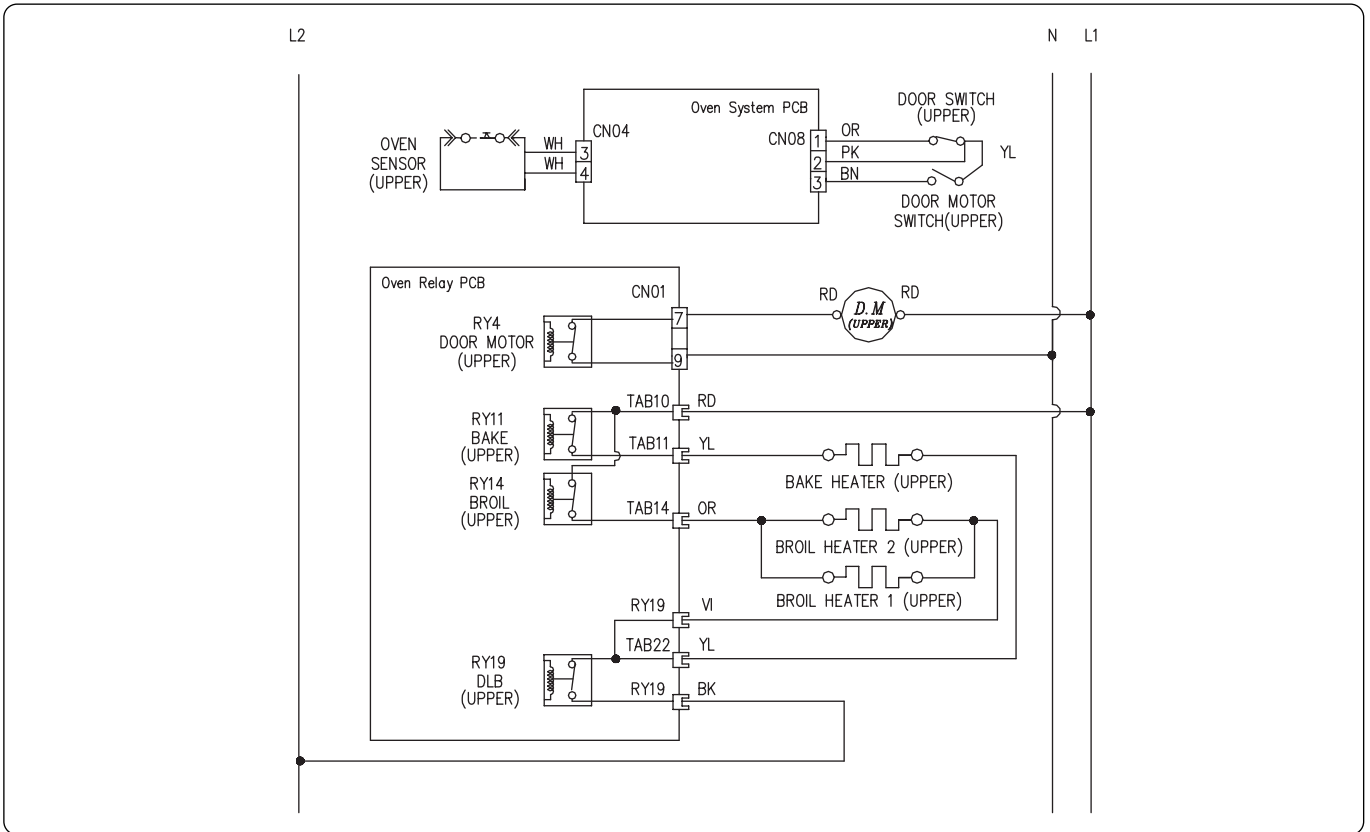 L2
N
L1
Oven System PCB
DOOR SWITCH
(UPPER)
OVEN
SENSOR
(UPPER)
WH
WH
CN04
3
4
CN08
1
2
3
OR
PK
BN
YL
DOOR MOTOR
SWITCH(UPPER)
Oven Relay PCB
CN01
7
9
RY4
DOOR MOTOR
(UPPER)
RD
D.M
(UPPER)
RD
RY11
BAKE
(UPPER)
TAB10
RD
TAB11
YL
BAKE HEATER (UPPER)
RY14
BROIL
(UPPER)
TAB14
OR
BROIL HEATER 2 (UPPER)
BROIL HEATER 1 (UPPER)
RY19
VI
TAB22
YL
RY19
DLB
(UPPER)
RY19
BK